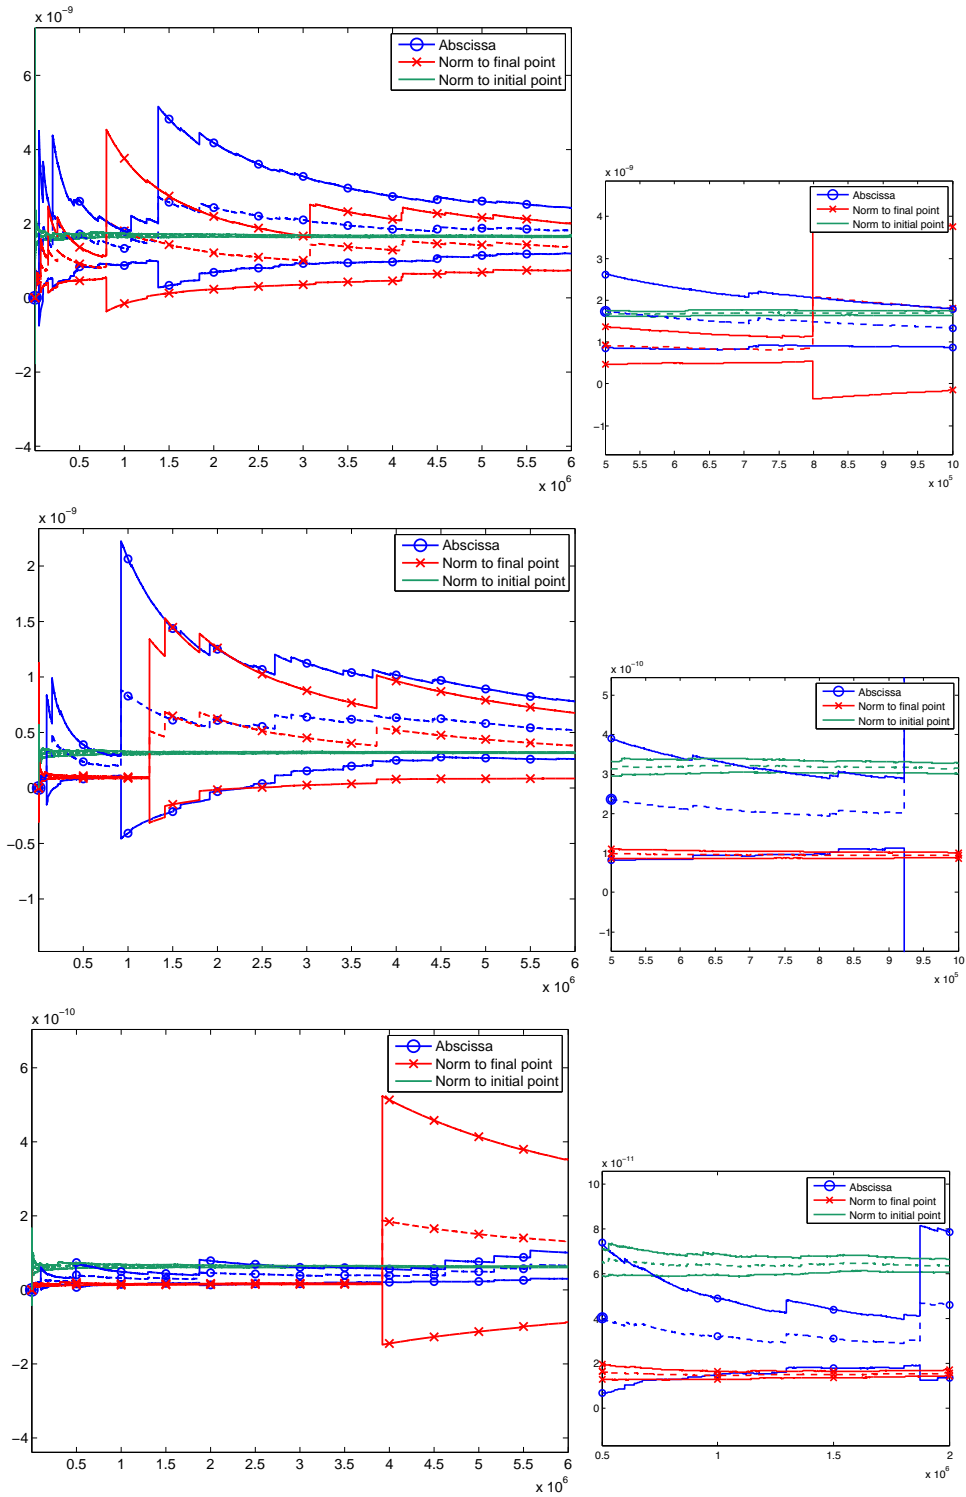 x 10⁻⁹
6
4
2
0
−2
−4
0.5 1 1.5 2 2.5 3 3.5 4 4.5 5 5.5 6
x 10⁶
Abscissa
Norm to final point
Norm to initial point
x 10⁻⁹
4
3
2
1
0
−1
5 5.5 6 6.5 7 7.5 8 8.5 9 9.5 10
x 10⁵
Abscissa
Norm to final point
Norm to initial point
x 10⁻⁹
2
1.5
1
0.5
0
−0.5
−1
0.5 1 1.5 2 2.5 3 3.5 4 4.5 5 5.5 6
x 10⁶
Abscissa
Norm to final point
Norm to initial point
x 10⁻¹⁰
5
4
3
2
1
0
−1
5 5.5 6 6.5 7 7.5 8 8.5 9 9.5 10
x 10⁵
Abscissa
Norm to final point
Norm to initial point
x 10⁻¹⁰
6
4
2
0
−2
−4
0.5 1 1.5 2 2.5 3 3.5 4 4.5 5 5.5 6
x 10⁶
Abscissa
Norm to final point
Norm to initial point
x 10⁻¹¹
10
8
6
4
2
0
0.5 1 1.5 2
x 10⁶
Abscissa
Norm to final point
Norm to initial point